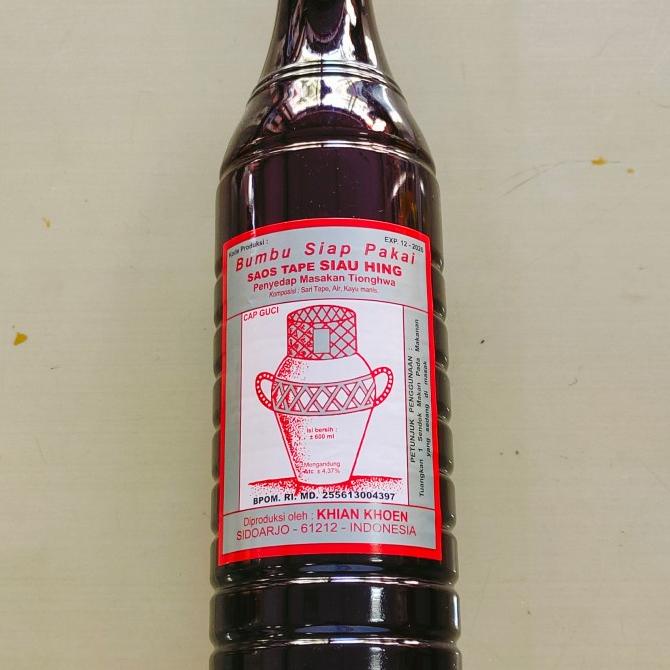 Kode Produksi :
EXP. 12 - 2026
Bumbu Siap Pakai
SAOS TAPE SIAU HING
Penyedap Masakan Tionghwa
Komposisi : Sari Tape, Air, Kayu manis.
CAP GUCI
Isi bersih :
± 600 ml
Mengandung
Alc ± 4,37%
PETUNJUK PENGGUNAAN :
Tuangkan 1 Sendok Makan Pada Makanan
yang sedang di masak
BPOM. RI. MD. 255613004397
Diproduksi oleh : KHIAN KHOEN
SIDOARJO - 61212 - INDONESIA